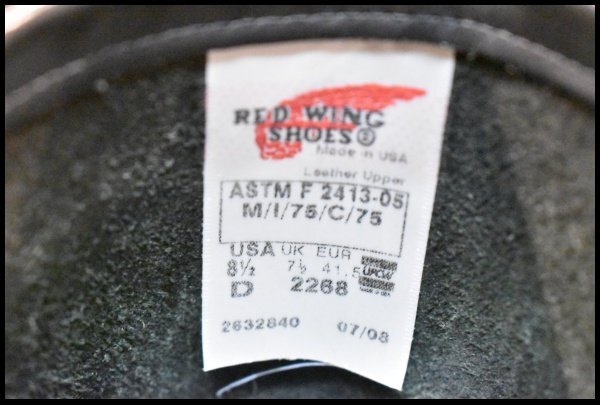 RED WING
SHOES®
Made in USA
Leather Upper
ASTM F 2413-05
M/I/75/C/75
USA UK EUR
8½ 7½ 41.5
UFCW
D 2268
2632840 07/08